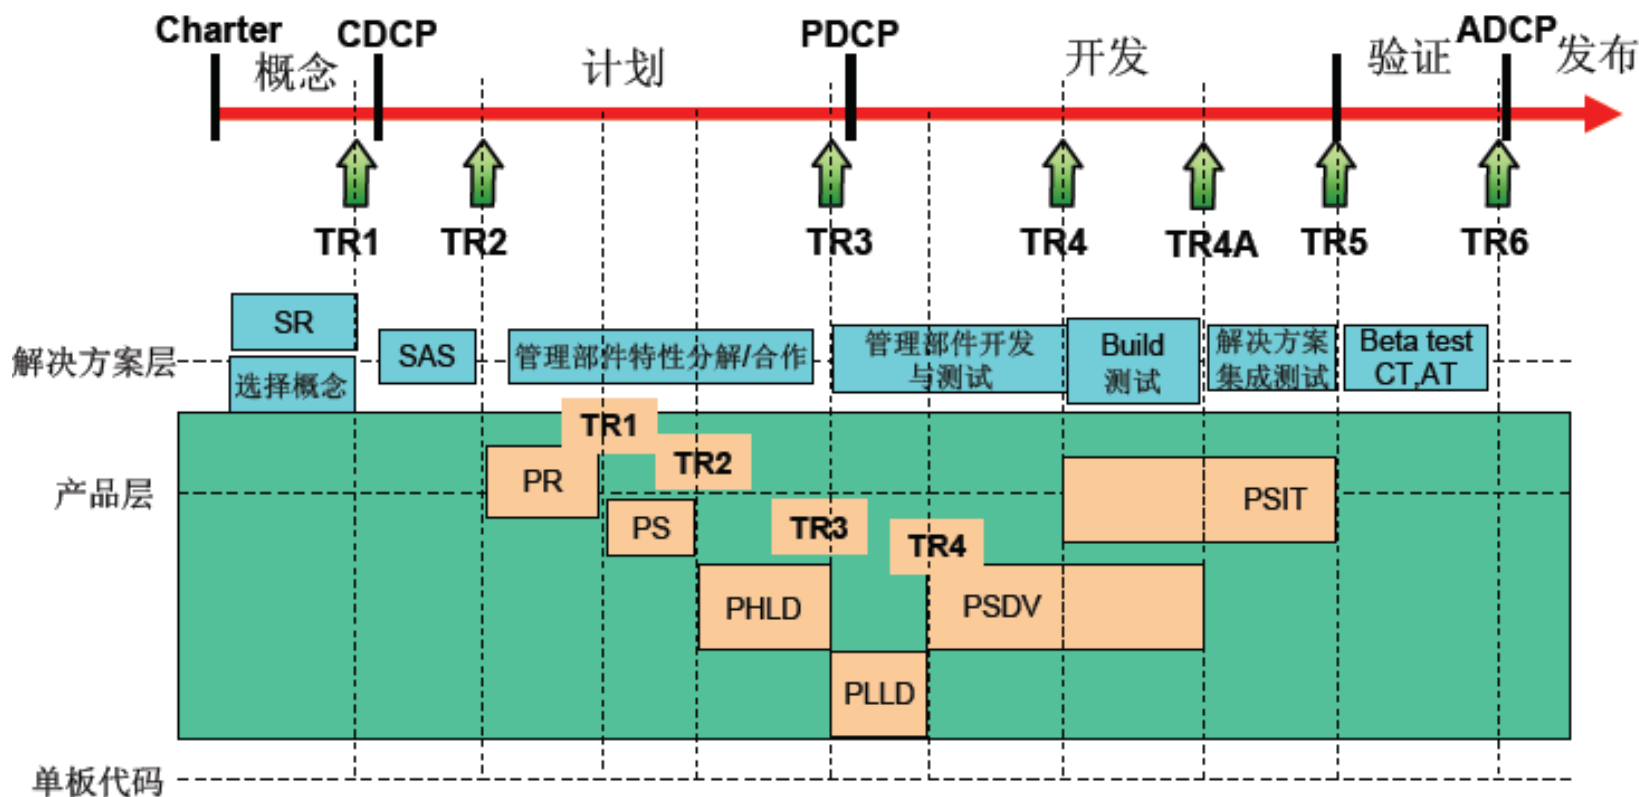 Charter
CDCP
PDCP
ADCP
概念
计划
开发
验证
发布
TR1
TR2
TR3
TR4
TR4A
TR5
TR6
解决方案层
SR
选择概念
SAS
管理部件特性分解/合作
管理部件开发
与测试
Build
测试
解决方案
集成测试
Beta test
CT,AT
产品层
TR1
TR2
TR3
TR4
PR
PS
PHLD
PLLD
PSDV
PSIT
单板代码